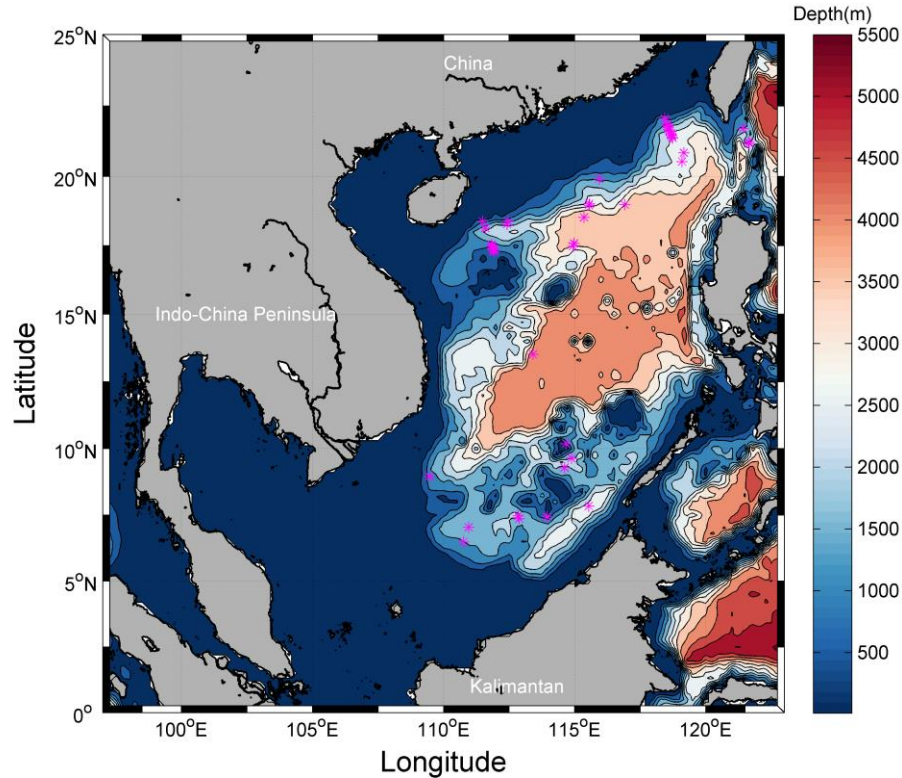 Depth(m)
25°N
China
5500
5000
4500
20°N
4000
3500
Latitude
15°N
Indo-China Peninsula
3000
2500
10°N
2000
1500
5°N
1000
500
Kalimantan
0°
100°E
105°E
110°E
115°E
120°E
Longitude